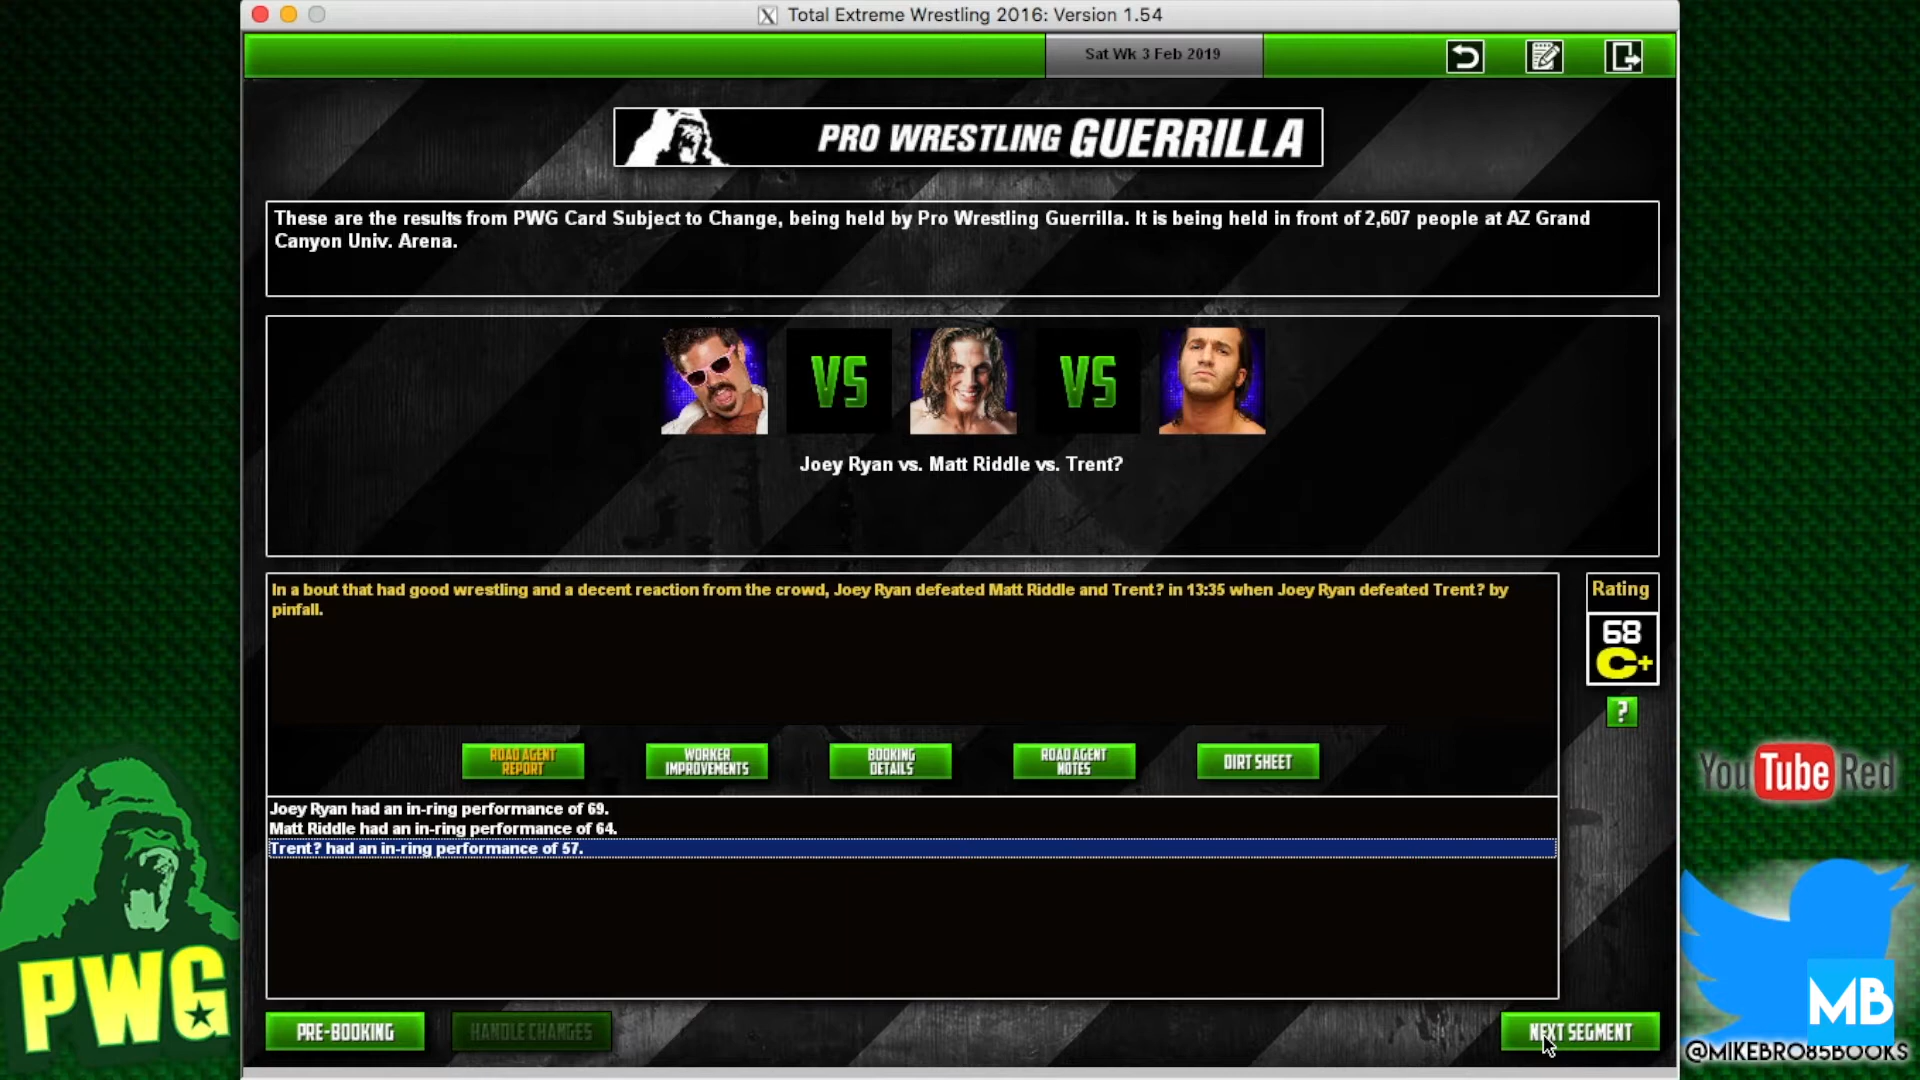 Total Extreme Wrestling 2016: Version 1.54
Sat Wk 3 Feb 2019
PRO WRESTLING GUERRILLA
These are the results from PWG Card Subject to Change, being held by Pro Wrestling Guerrilla. It is being held in front of 2,607 people at AZ Grand
Canyon Univ. Arena.
VS VS
Joey Ryan vs. Matt Riddle vs. Trent?
In a bout that had good wrestling and a decent reaction from the crowd, Joey Ryan defeated Matt Riddle and Trent? in 13:35 when Joey Ryan defeated Trent? by
pinfall.
Rating
68
C+
?
ROAD AGENT
REPORT
WORKER
IMPROVEMENTS
BOOKING
DETAILS
ROAD AGENT
NOTES
DIRT SHEET
Joey Ryan had an in-ring performance of 69.
Matt Riddle had an in-ring performance of 64.
Trent? had an in-ring performance of 57.
PRE-BOOKING
HANDLE CHANGES
NEXT SEGMENT
PWG
YouTube Red
MB
@MIKEBRO85BOOKS